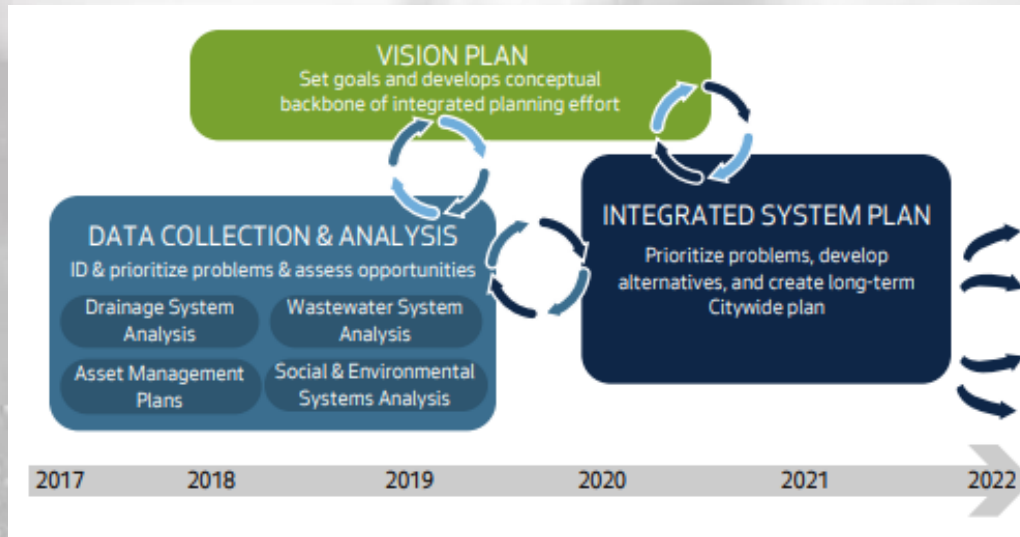 VISION PLAN
Set goals and develops conceptual
backbone of integrated planning effort
DATA COLLECTION & ANALYSIS
ID & prioritize problems & assess opportunities
Drainage System
Analysis
Wastewater System
Analysis
Asset Management
Plans
Social & Environmental
Systems Analysis
INTEGRATED SYSTEM PLAN
Prioritize problems, develop
alternatives, and create long-term
Citywide plan
2017 2018 2019 2020 2021 2022